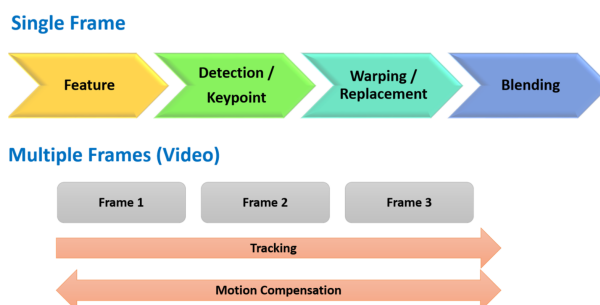 Single Frame
Feature
Detection /
Keypoint
Warping /
Replacement
Blending
Multiple Frames (Video)
Frame 1
Frame 2
Frame 3
Tracking
Motion Compensation